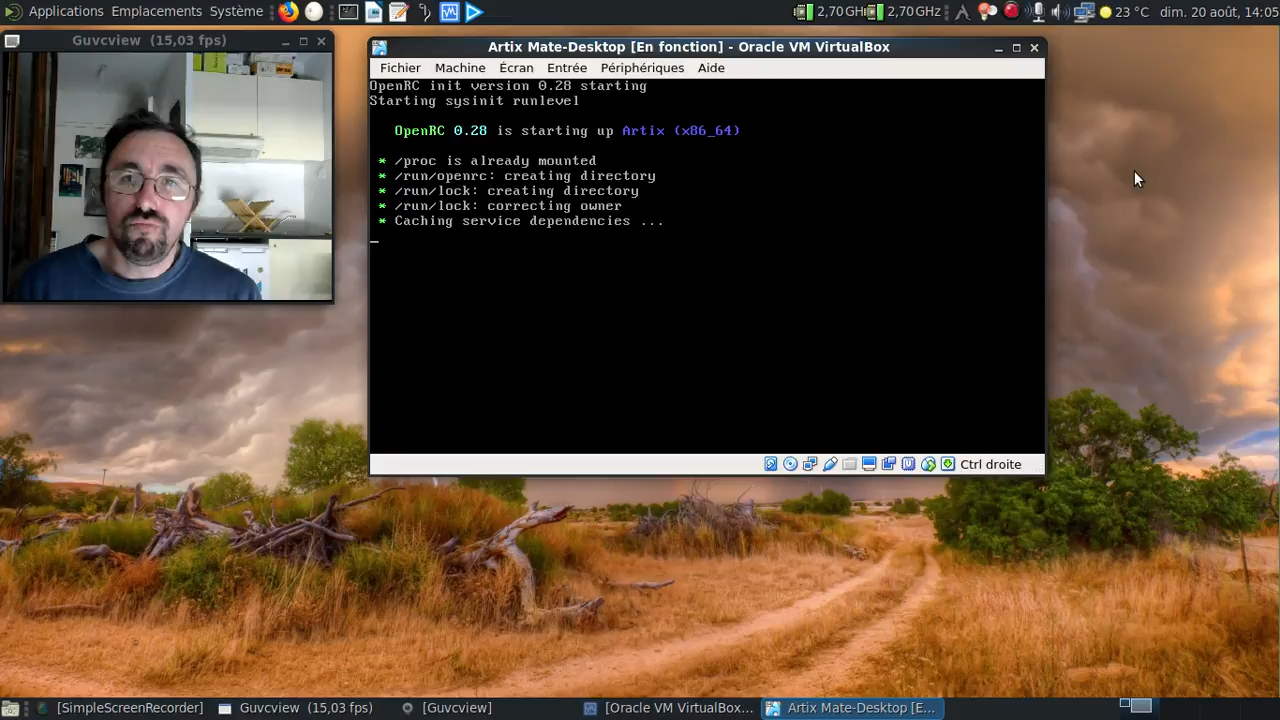 Applications Emplacements Système
2,70 GHz 2,70 GHz 23 °C dim. 20 août, 14:05
Guvcview (15,03 fps)
Artix Mate-Desktop [En fonction] - Oracle VM VirtualBox
Fichier Machine Écran Entrée Périphériques Aide
OpenRC init version 0.28 starting
Starting sysinit runlevel
OpenRC 0.28 is starting up Artix (x86_64)
* /proc is already mounted
* /run/openrc: creating directory
* /run/lock: creating directory
* /run/lock: correcting owner
* Caching service dependencies ...
Ctrl droite
[SimpleScreenRecorder] Guvcview (15,03 fps) [Guvcview] [Oracle VM VirtualBox... Artix Mate-Desktop [E...